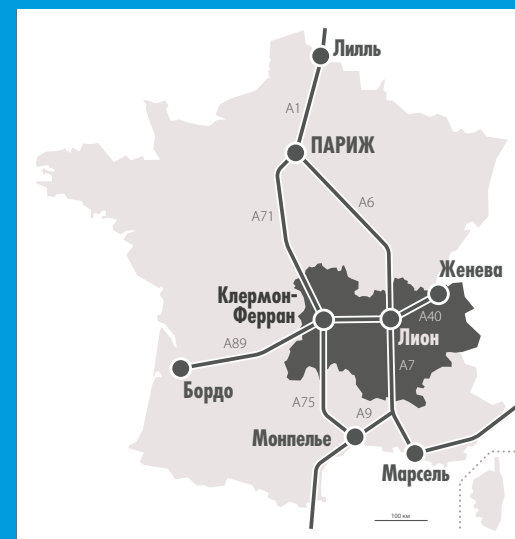 Лилль
A1
ПАРИЖ
A71
A6
Женева
Клермон-
Ферран
A40
Лион
A89
A7
Бордо
A75
A9
Монпелье
Марсель
100 км